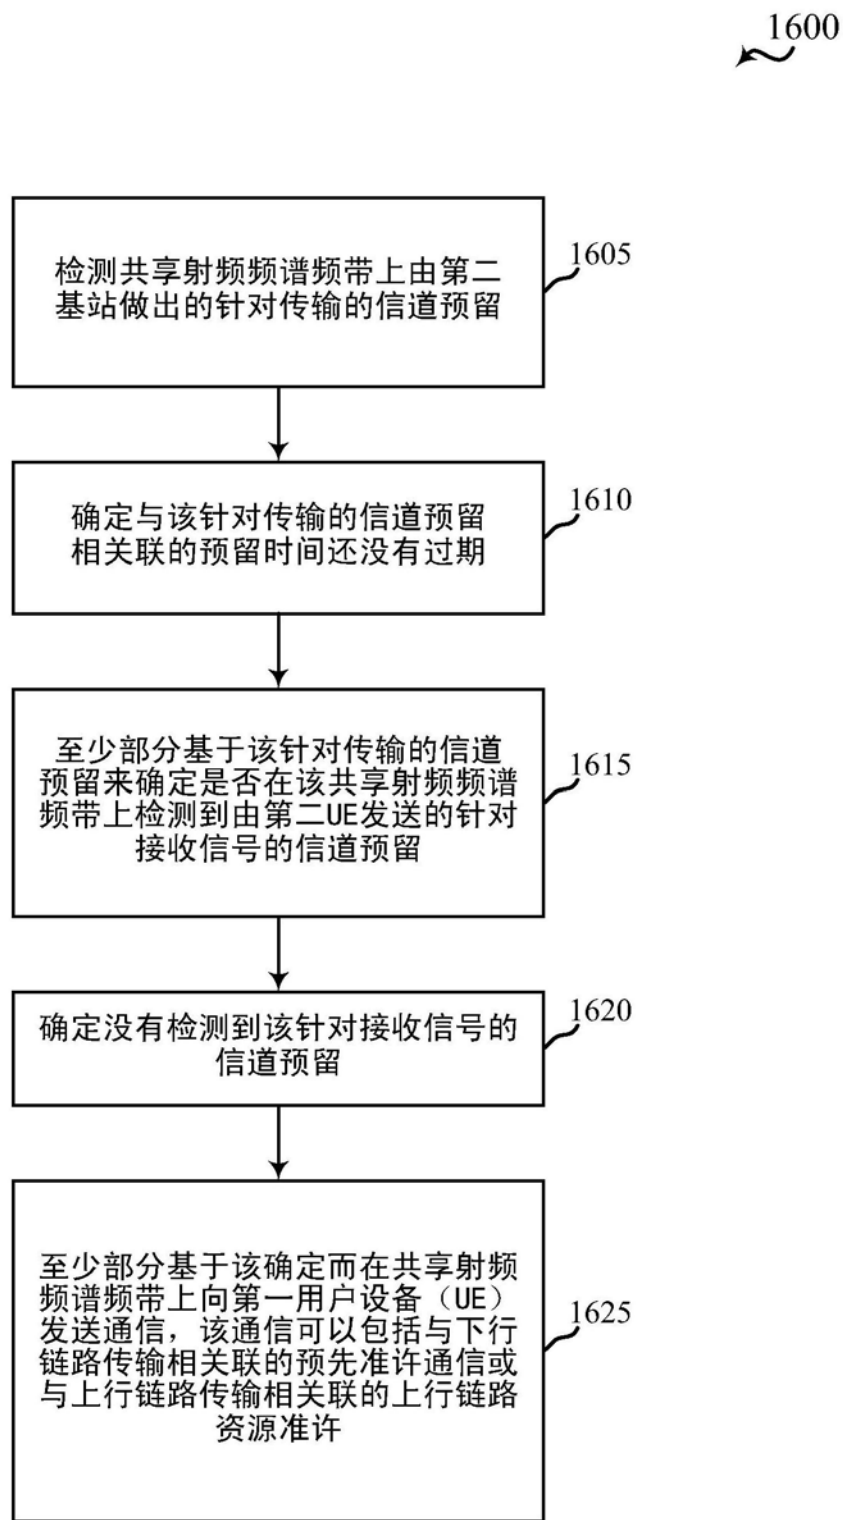 1600
检测共享射频频谱频带上由第二
基站做出的针对传输的信道预留
1605
确定与该针对传输的信道预留
相关联的预留时间还没有过期
1610
至少部分基于该针对传输的信道
预留来确定是否在该共享射频频谱
频带上检测到由第二UE发送的针对
接收信号的信道预留
1615
确定没有检测到该针对接收信号的
信道预留
1620
至少部分基于该确定而在共享射频
频谱频带上向第一用户设备（UE）
发送通信，该通信可以包括与下行
链路传输相关联的预先准许通信或
与上行链路传输相关联的上行链路
资源准许
1625